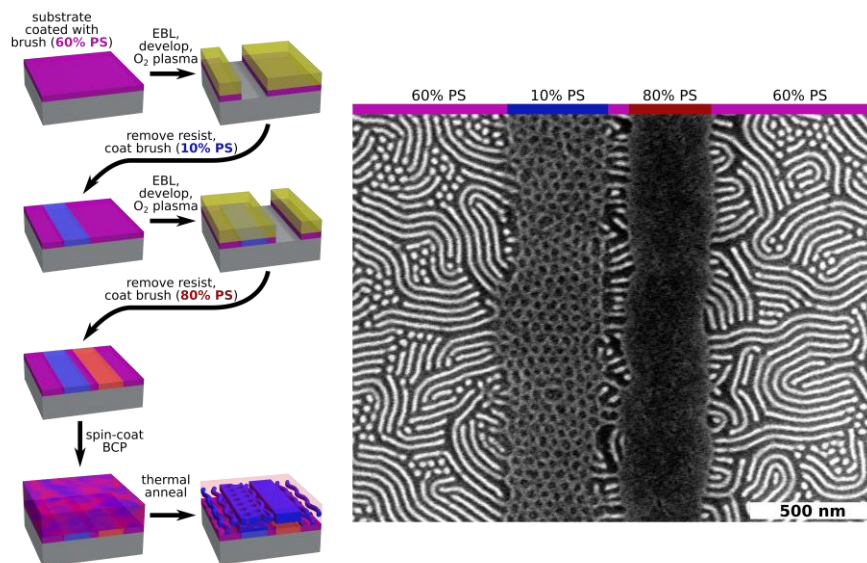 substrate
coated with
brush (60% PS)
EBL,
develop,
O₂ plasma
remove resist,
coat brush (10% PS)
EBL,
develop,
O₂ plasma
remove resist,
coat brush (80% PS)
spin-coat
BCP
thermal
anneal
60% PS 10% PS 80% PS 60% PS
500 nm